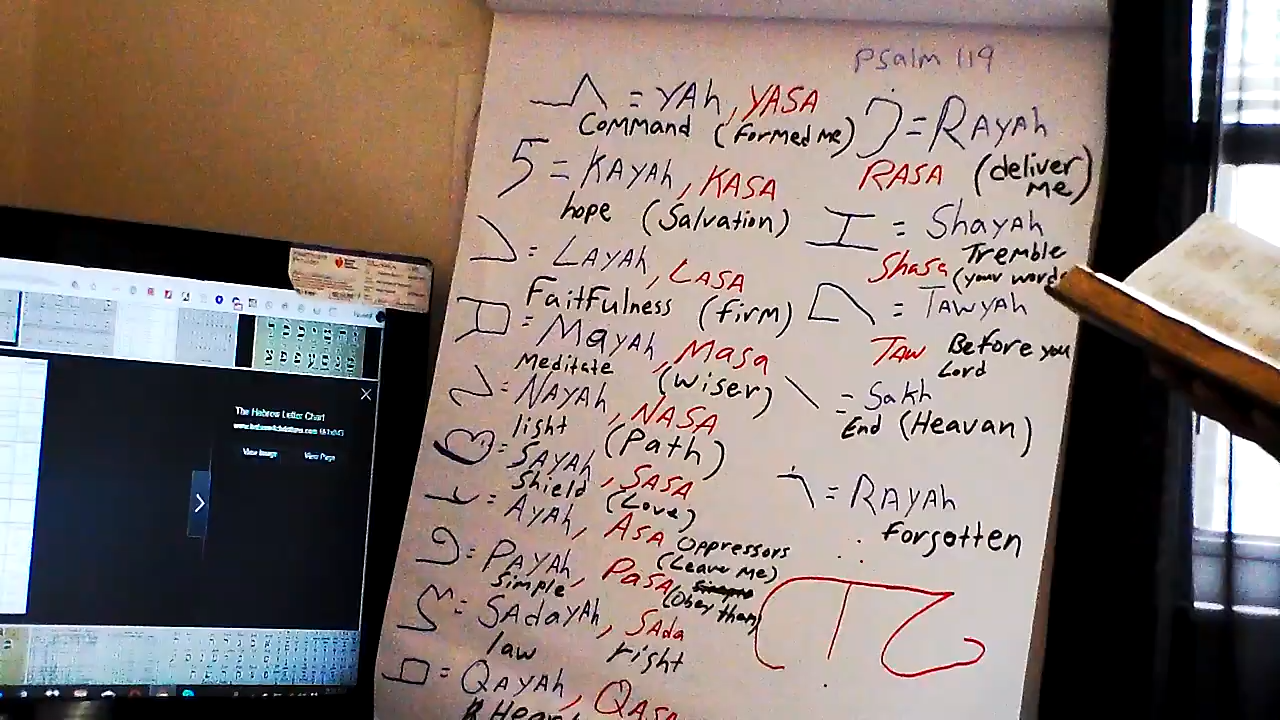 Psalm 119
= YAh, YASA
Command (formed me)
= KAYAh, KASA
hope (Salvation)
= LAYAh, LASA
FaitFulness (firm)
= MAYAh, Masa
Meditate (wiser)
= NAYAh, NASA
light (Path)
= SAYAh, SASA
Shield (Love)
= AYAh, ASA Oppressors
(Leave Me)
= PAYAh, PaSA
Simple (Obey them)
= SAdAYAh, SAda
law right
= QAYAh, QASA
= RAYAh
RASA (deliver me)
= ShAYAh
Shasa Tremble
(your word
= TAWYAh
TAW Before you
Lord
= Sakh
End (Heavan)
= RAYAh
Forgotten
The Hebrew Letter Chart
View Image View Page